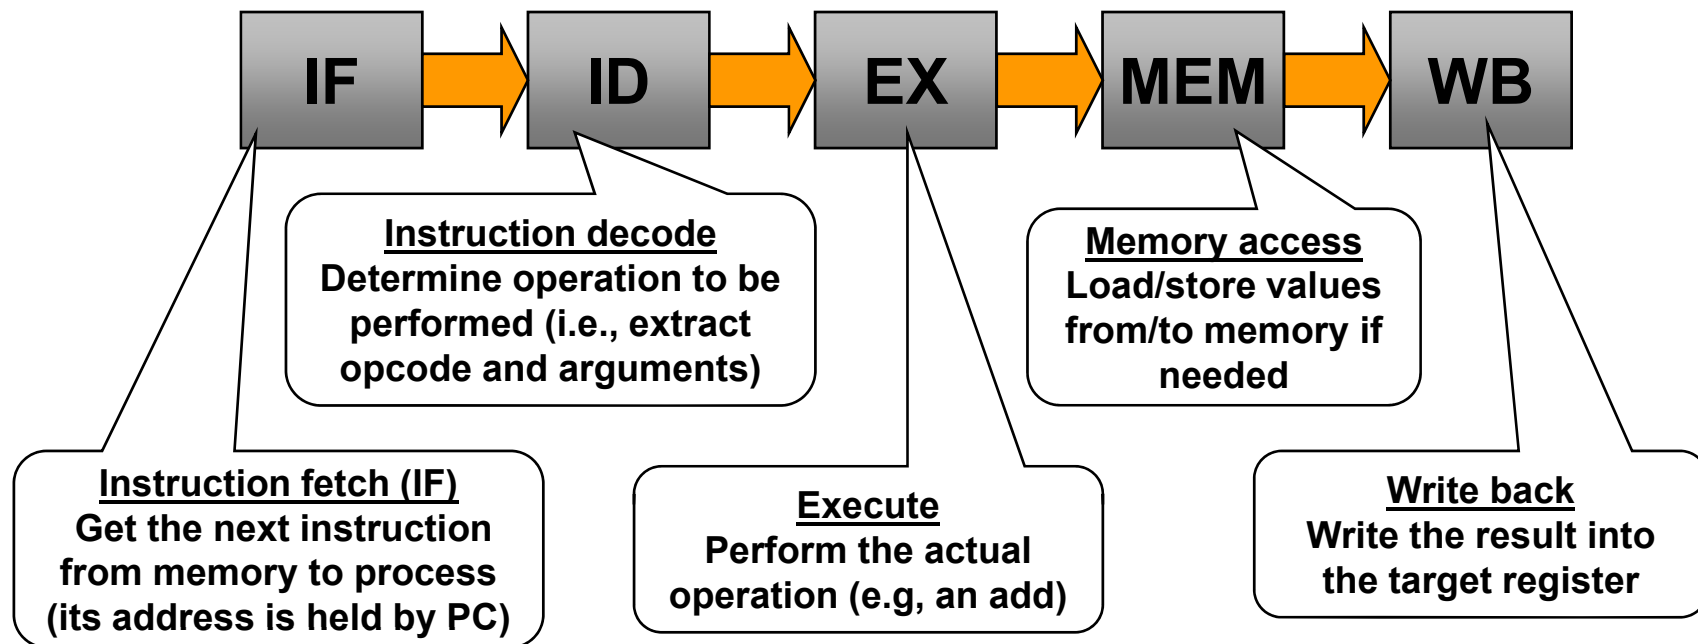 IF
ID
EX
MEM
WB
Instruction decode
Determine operation to be
performed (i.e., extract
opcode and arguments)
Memory access
Load/store values
from/to memory if
needed
Instruction fetch (IF)
Get the next instruction
from memory to process
(its address is held by PC)
Execute
Perform the actual
operation (e.g, an add)
Write back
Write the result into
the target register